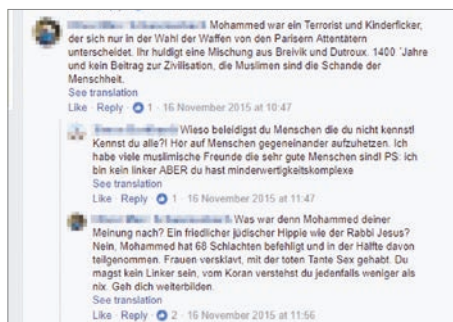 Mohammed war ein Terrorist und Kinderficker,
der sich nur in der Wahl der Waffen von den Parisern Attentätern
unterscheidet. Ihr huldigt eine Mischung aus Breivik und Dutroux. 1400 ´Jahre
und kein Beitrag zur Zivilisation, die Muslimen sind die Schande der
Menschheit.
See translation
Like · Reply · 1 · 16 November 2015 at 10:47
Wieso beleidigst du Menschen die du nicht kennst!
Kennst du alle?! Hör auf Menschen gegeneinander aufzuhetzen. Ich
habe viele muslimische Freunde die sehr gute Menschen sind! PS: ich
bin kein linker ABER du hast minderwertigkeitskomplexe
See translation
Like · Reply · 1 · 16 November 2015 at 11:47
Was war denn Mohammed deiner
Meinung nach? Ein friedlicher jüdischer Hippie wie der Rabbi Jesus?
Nein, Mohammed hat 68 Schlachten befehligt und in der Hälfte davon
teilgenommen. Frauen versklavt, mit der toten Tante Sex gehabt. Du
magst kein Linker sein, vom Koran verstehst du jedenfalls weniger als
nix. Geh dich weiterbilden.
See translation
Like · Reply · 2 · 16 November 2015 at 11:56